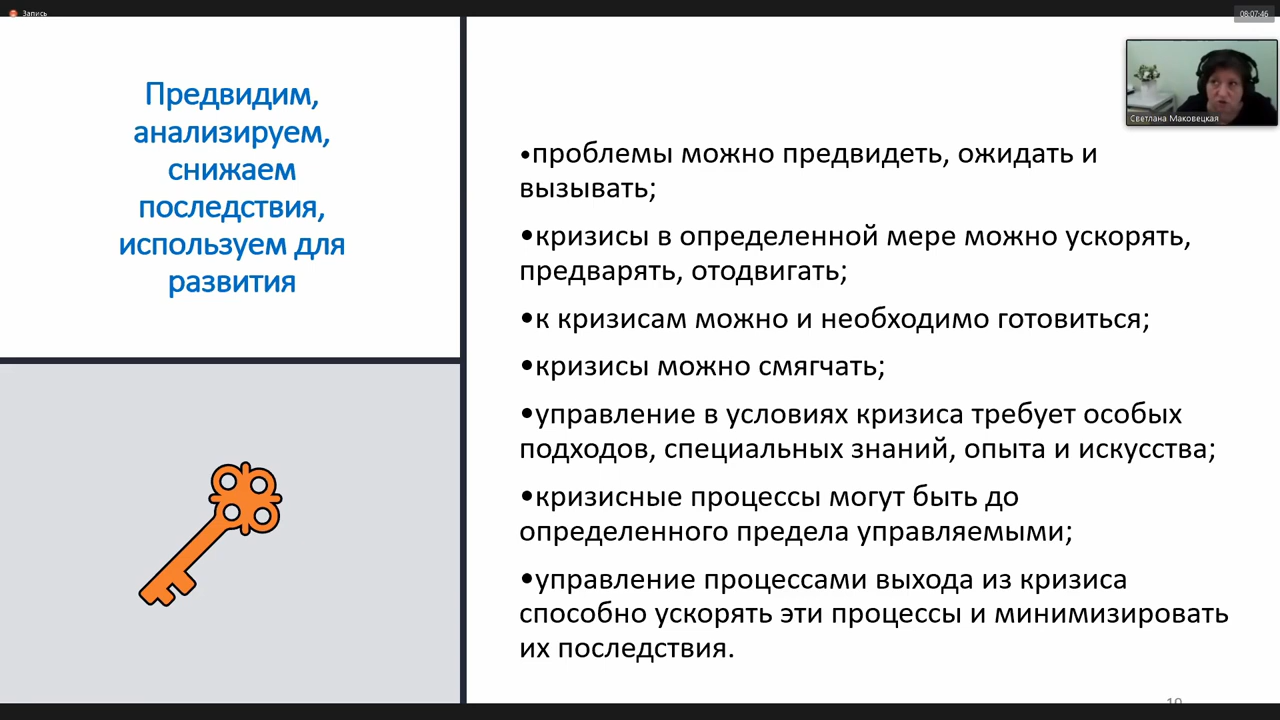 Запись
08:07:46
Предвидим,
анализируем,
снижаем
последствия,
используем для
развития
Светлана Маковецкая
•проблемы можно предвидеть, ожидать и
вызывать;
•кризисы в определенной мере можно ускорять,
предварять, отодвигать;
•к кризисам можно и необходимо готовиться;
•кризисы можно смягчать;
•управление в условиях кризиса требует особых
подходов, специальных знаний, опыта и искусства;
•кризисные процессы могут быть до
определенного предела управляемыми;
•управление процессами выхода из кризиса
способно ускорять эти процессы и минимизировать
их последствия.